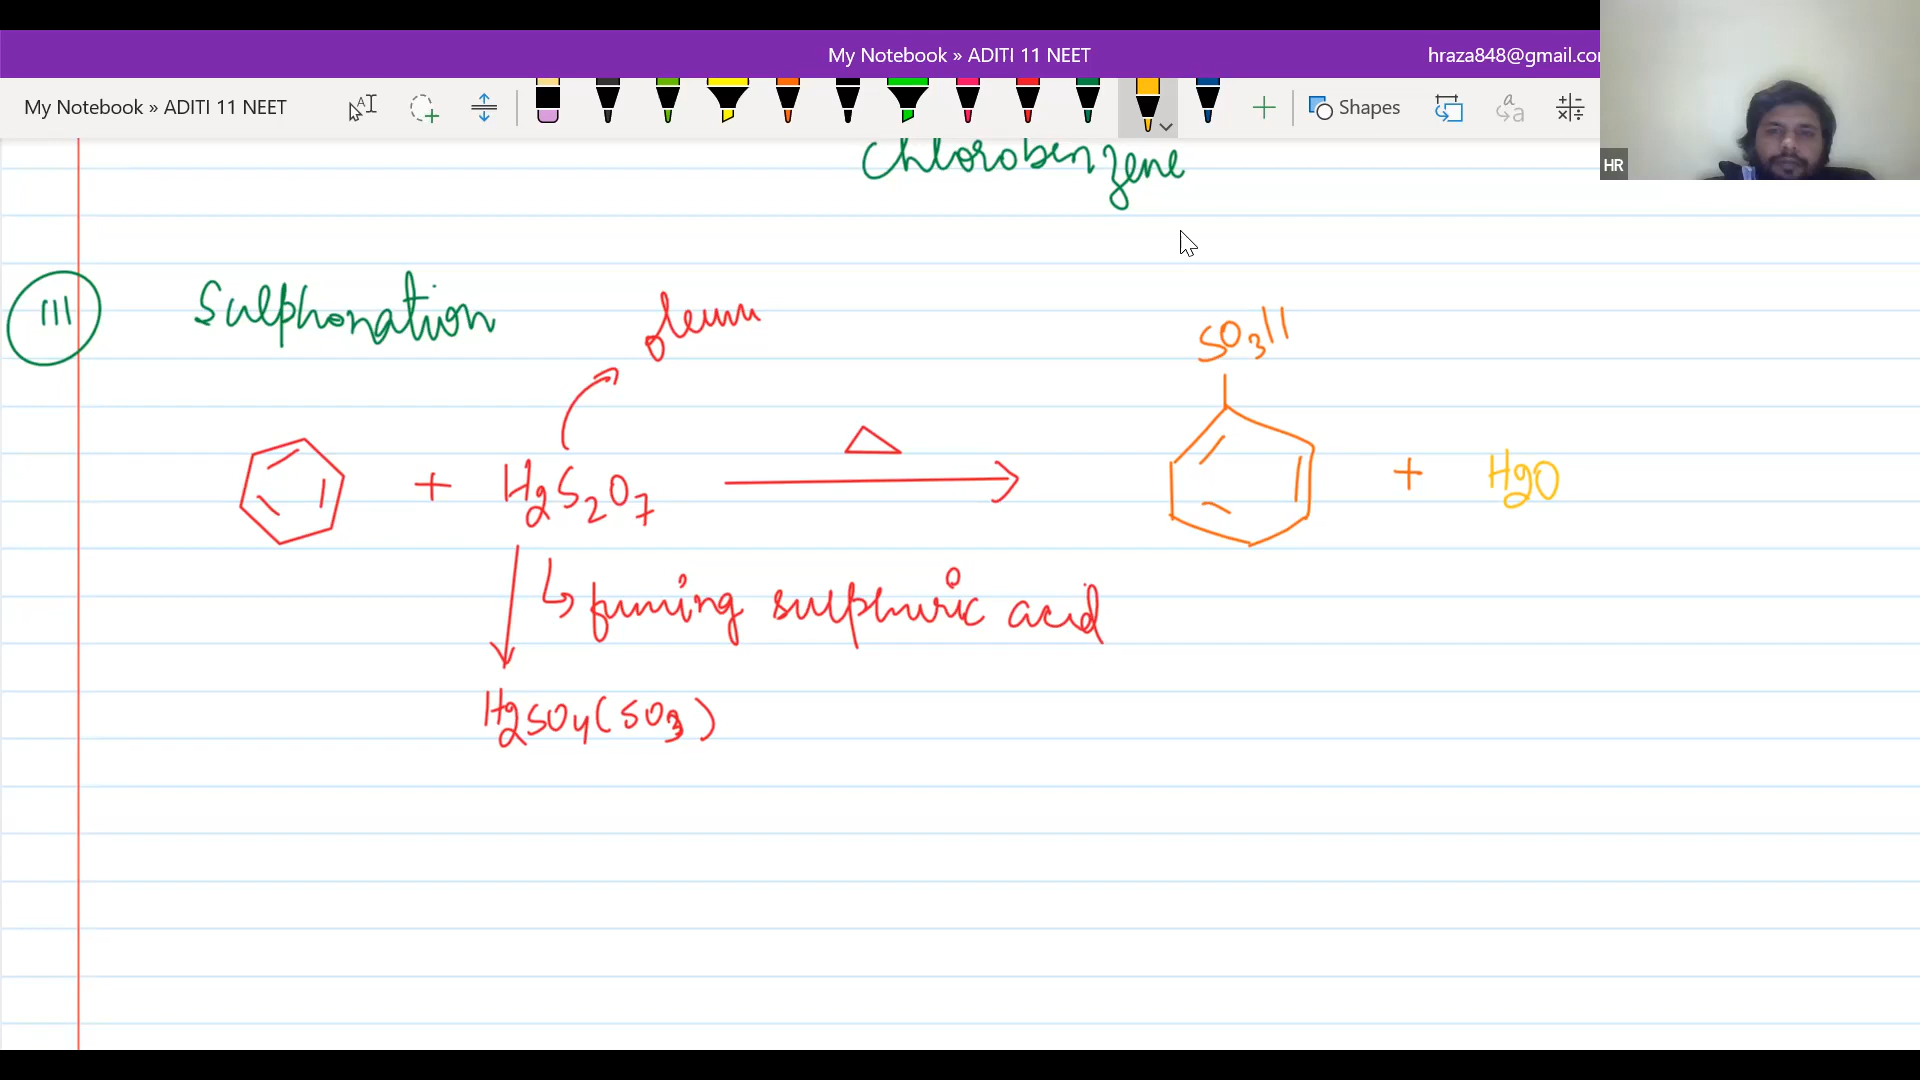 My Notebook » ADITI 11 NEET
hraza848@gmail.co
My Notebook » ADITI 11 NEET
Shapes
HR
Chlorobenzene
III Sulphonation
oleum
SO3H
+ H2S2O7 + H2O
fuming sulphuric acid
H2SO4(SO3)